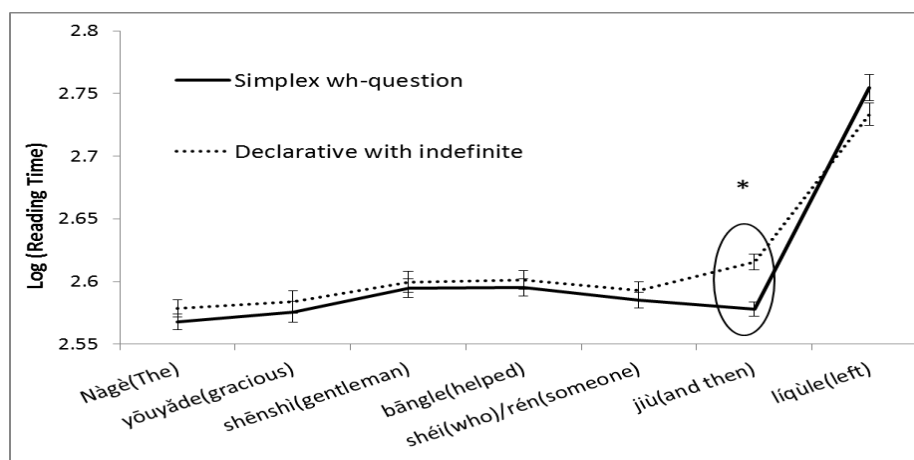 2.8
2.75
2.7
2.65
2.6
2.55
Log (Reading Time)
Simplex wh-question
Declarative with indefinite
*
Nàgè(The)
yōuyǎde(gracious)
shēnshì(gentleman)
bāngle(helped)
shéi(who)/rén(someone)
jiù(and then)
líqùle(left)